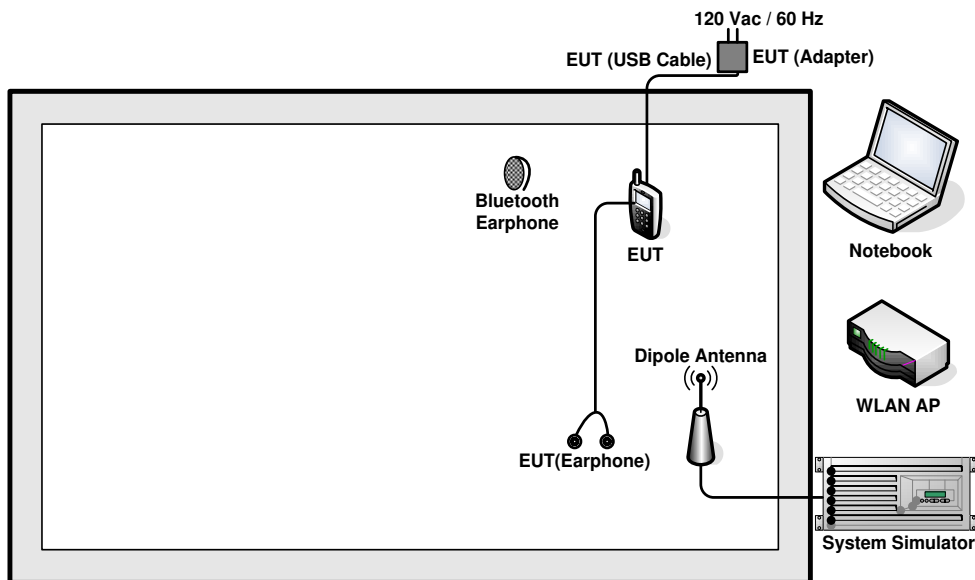 120 Vac / 60 Hz
EUT (USB Cable)
EUT (Adapter)
Bluetooth
Earphone
EUT
Notebook
Dipole Antenna
WLAN AP
EUT(Earphone)
System Simulator